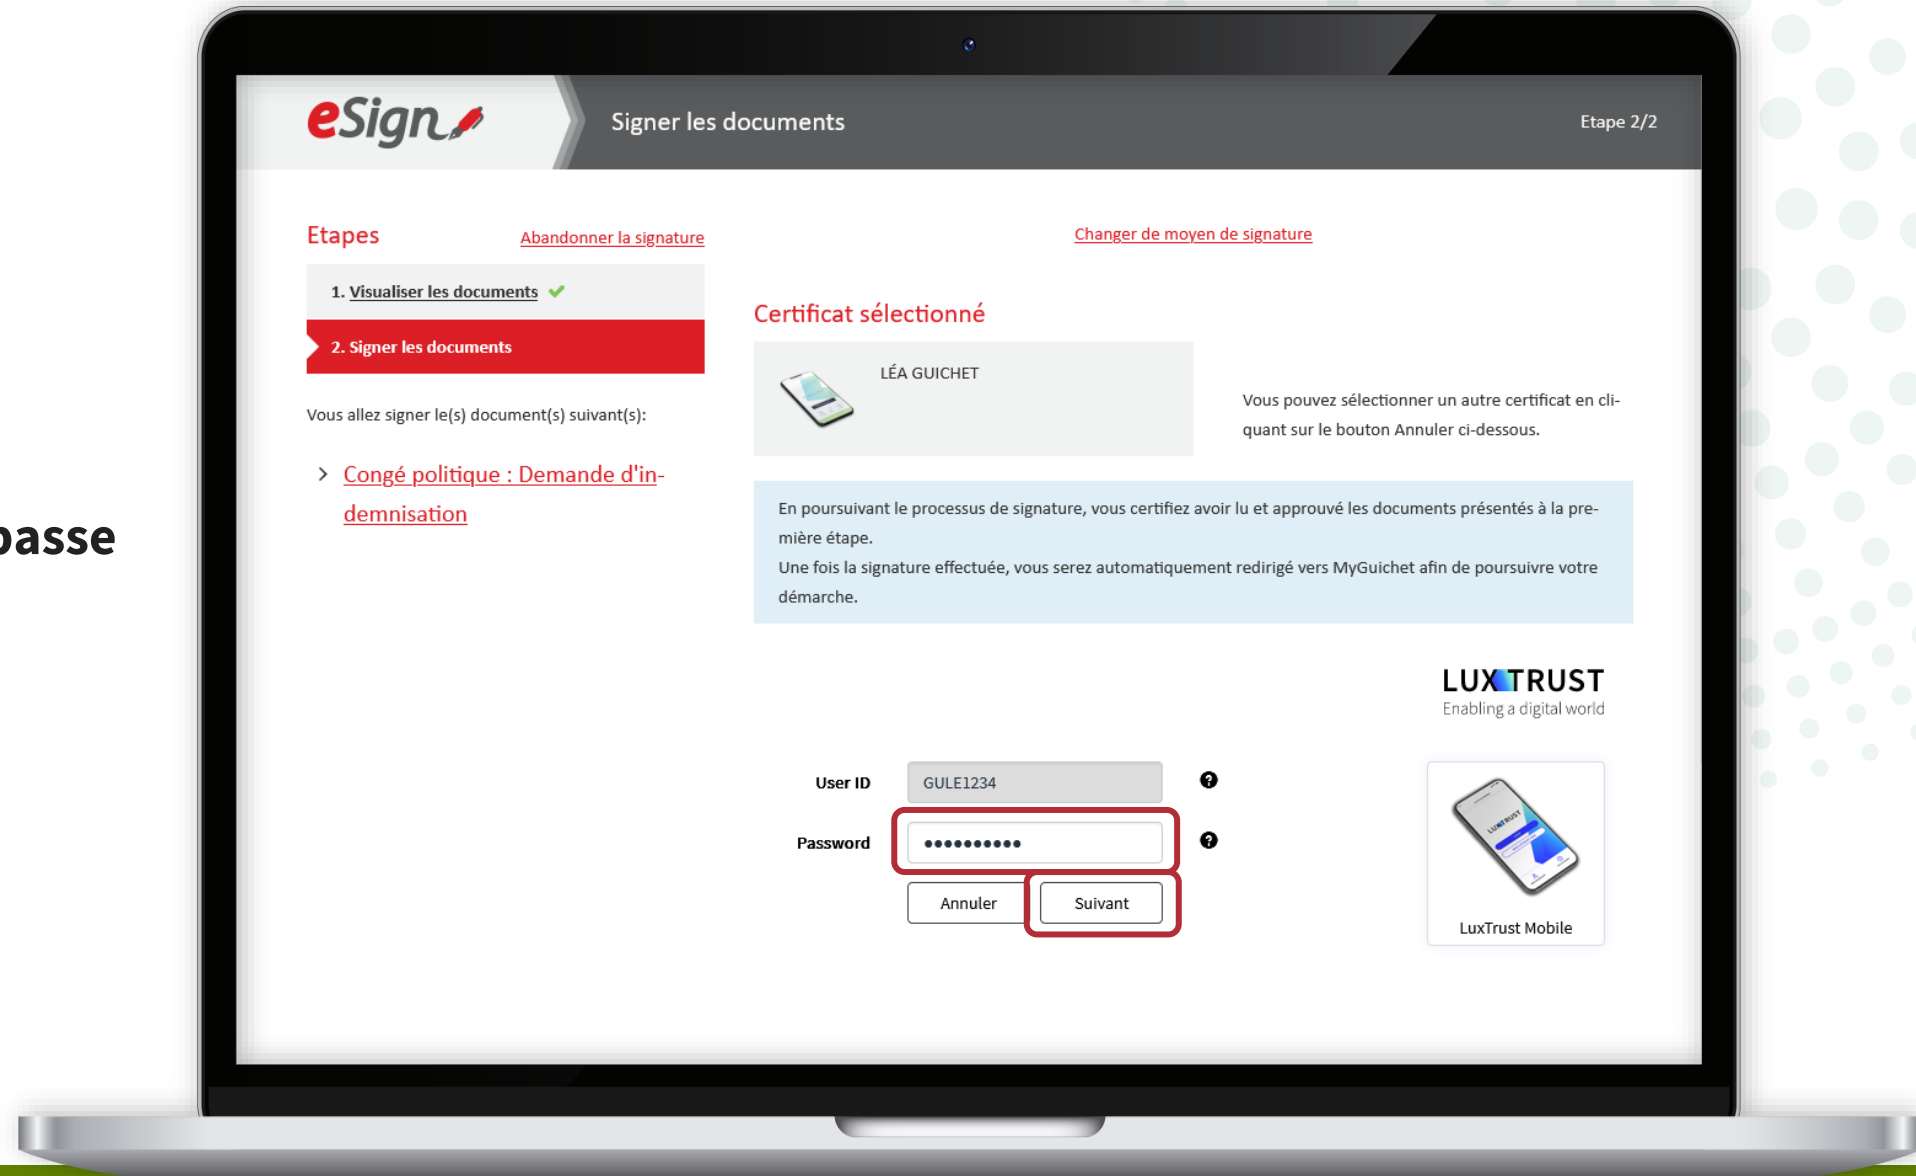 passe
eSign
Signer les documents
Etape 2/2
Etapes
Abandonner la signature
Changer de moyen de signature
1. Visualiser les documents
2. Signer les documents
Vous allez signer le(s) document(s) suivant(s):
Congé politique : Demande d'in-
demnisation
Certificat sélectionné
LÉA GUICHET
Vous pouvez sélectionner un autre certificat en cli-
quant sur le bouton Annuler ci-dessous.
En poursuivant le processus de signature, vous certifiez avoir lu et approuvé les documents présentés à la pre-
mière étape.
Une fois la signature effectuée, vous serez automatiquement redirigé vers MyGuichet afin de poursuivre votre
démarche.
LUXTRUST
Enabling a digital world
User ID
GULE1234
Password
••••••••••
Annuler
Suivant
LUXTRUST
LuxTrust Mobile